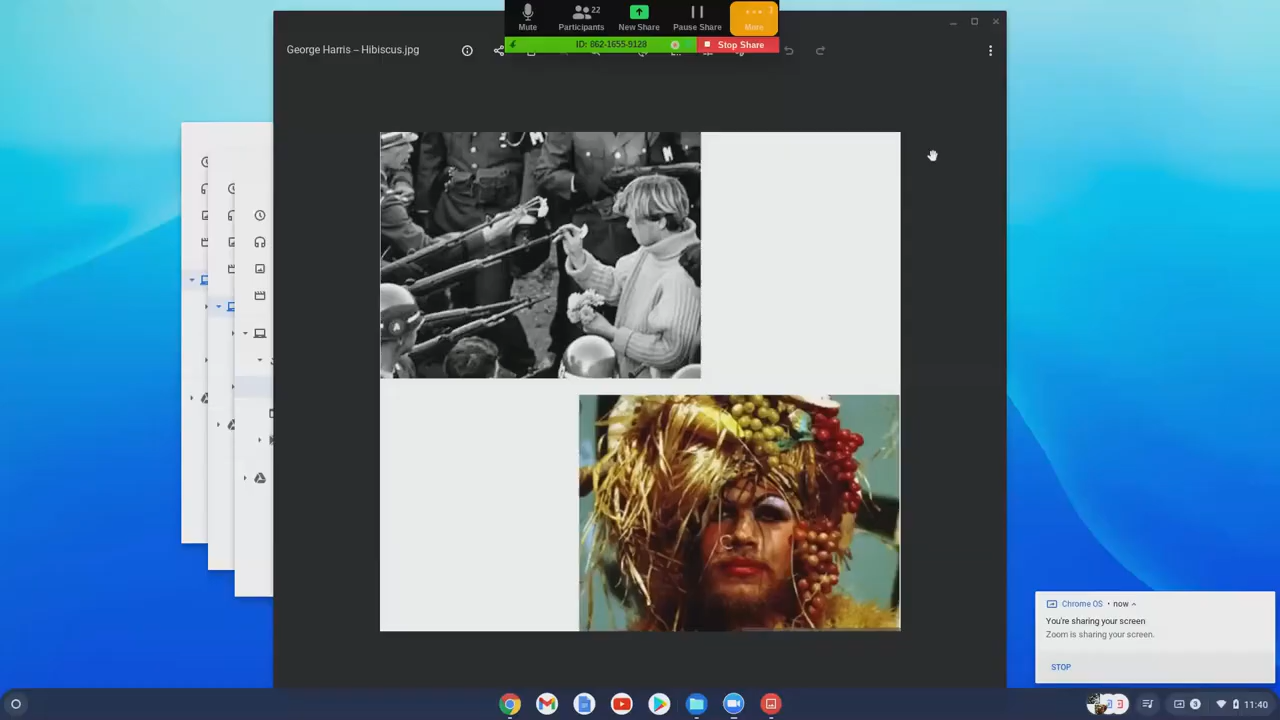 22
Mute
Participants
New Share
Pause Share
More
ID: 862-1655-9128
Stop Share
George Harris – Hibiscus.jpg
M
A
Chrome OS • now
You're sharing your screen
Zoom is sharing your screen.
STOP
3
11:40